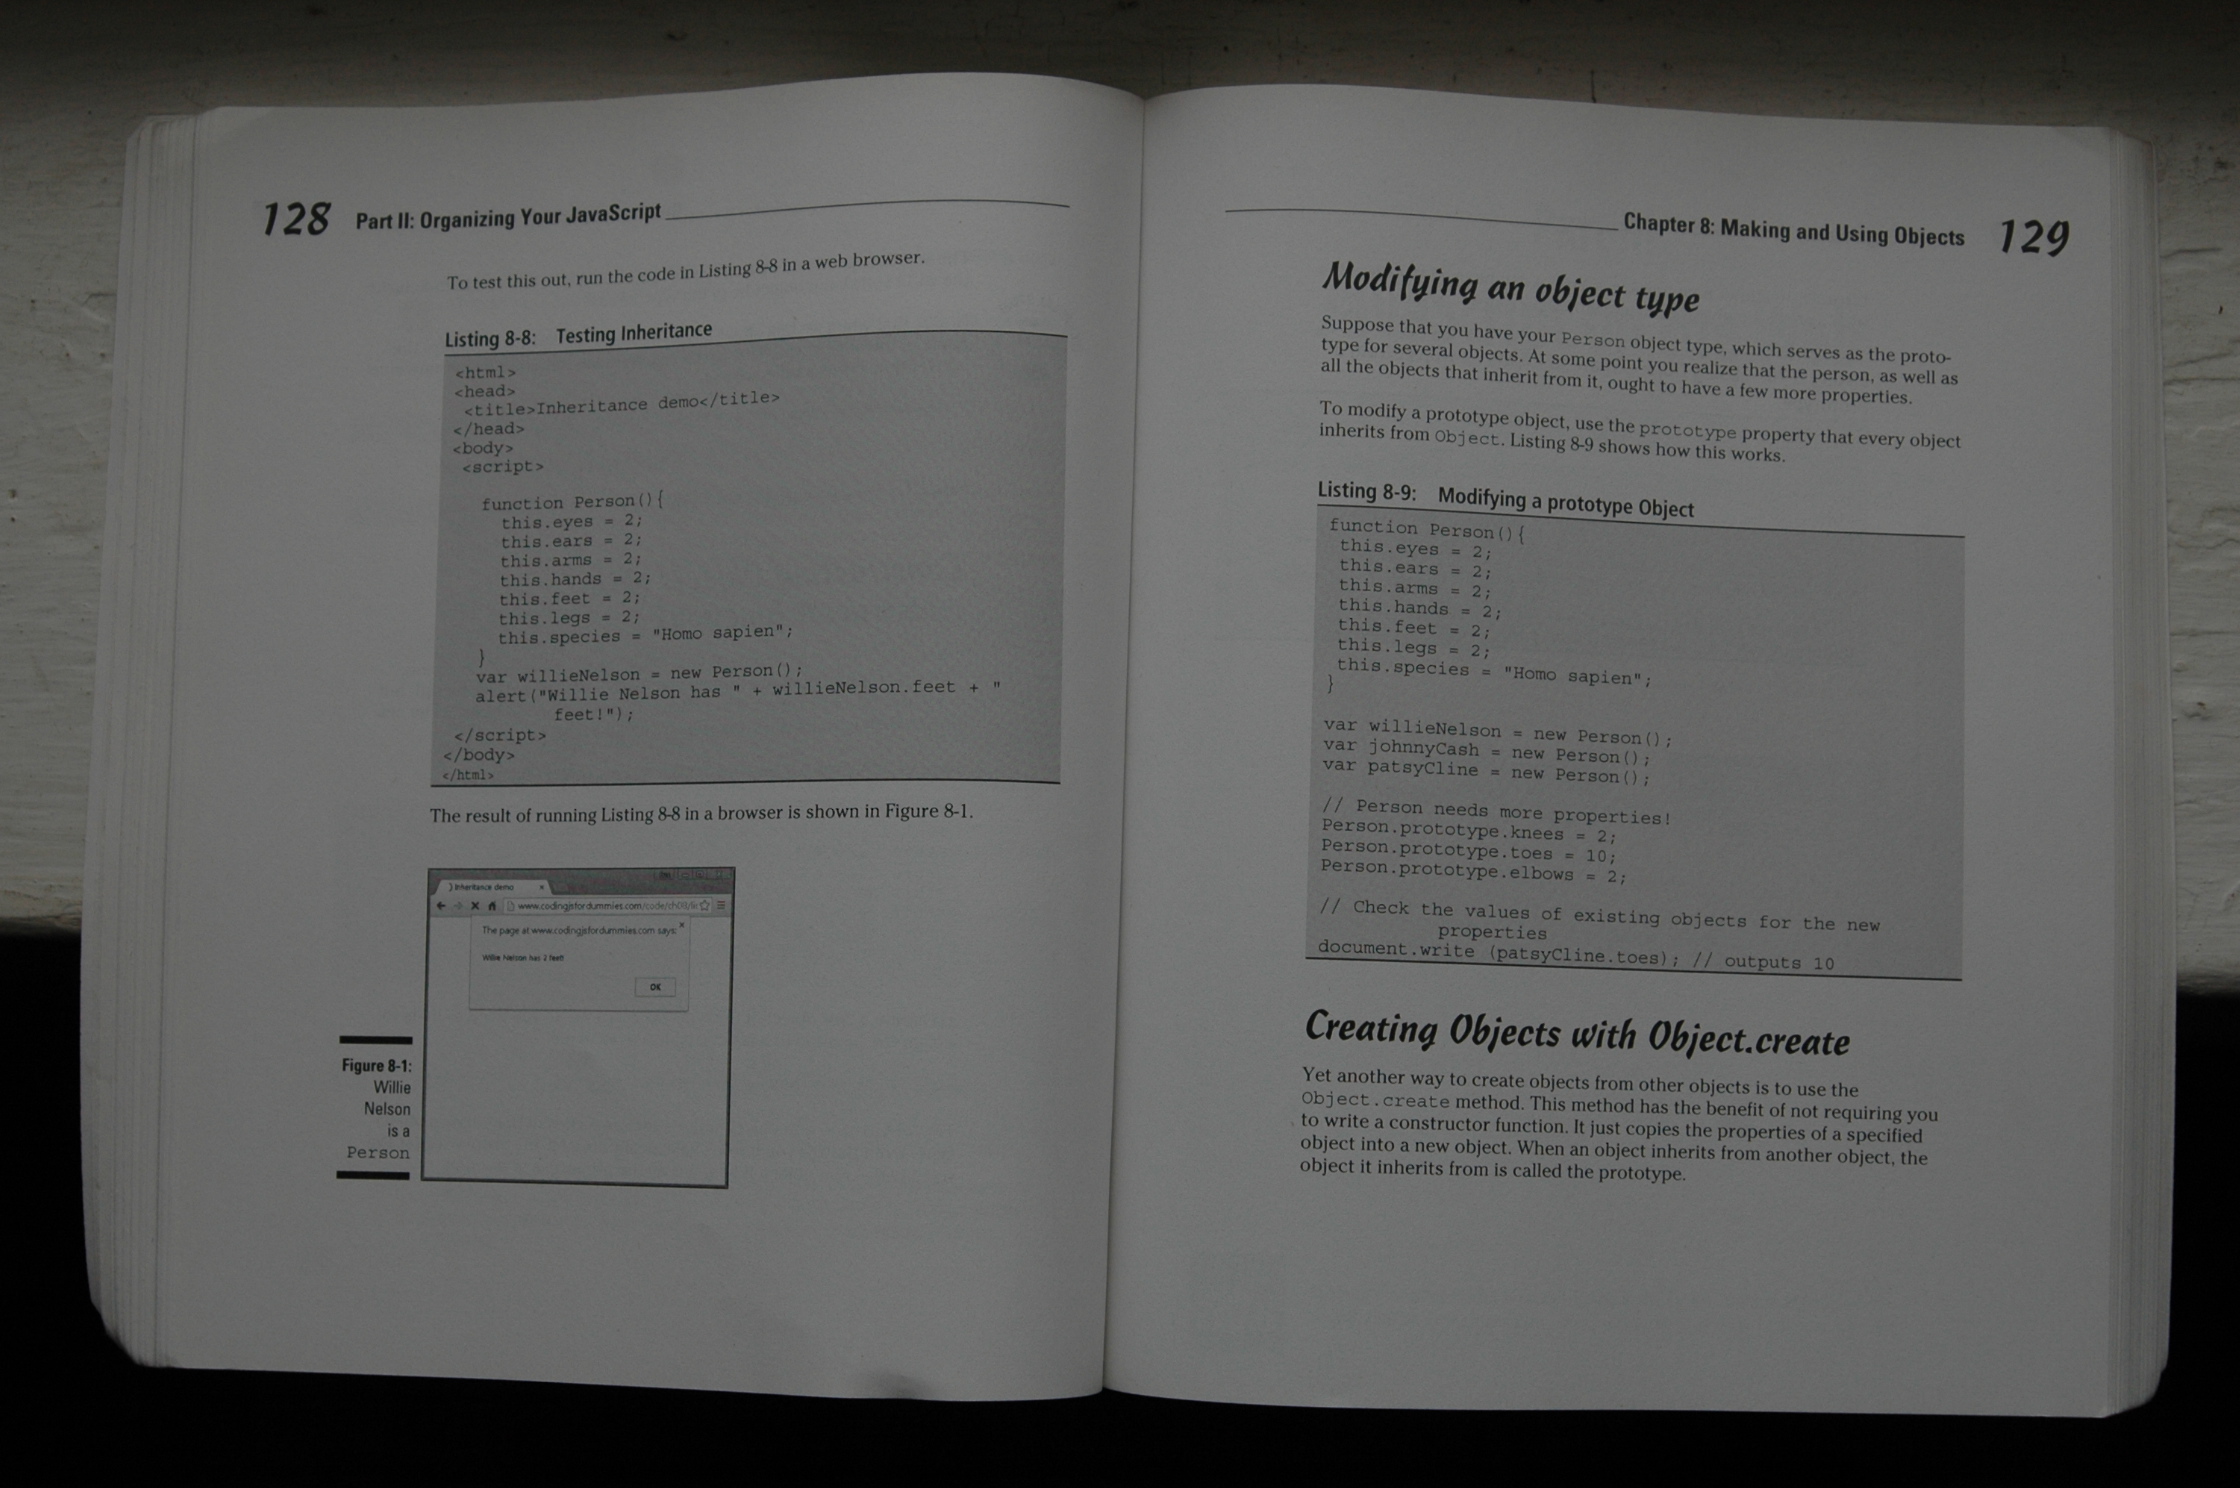 128 Part II: Organizing Your JavaScript
To test this out, run the code in Listing 8-8 in a web browser.
Listing 8-8: Testing Inheritance
<html>
<head>
<title>Inheritance demo</title>
</head>
<body>
<script>
function Person(){
this.eyes = 2;
this.ears = 2;
this.arms = 2;
this.hands = 2;
this.feet = 2;
this.legs = 2;
this.species = "Homo sapien";
}
var willieNelson = new Person();
alert("Willie Nelson has " + willieNelson.feet + "
feet!");
</script>
</body>
</html>
The result of running Listing 8-8 in a browser is shown in Figure 8-1.
Inheritance demo
www.codingjsfordummies.com/code/ch08/
The page at www.codingjsfordummies.com says:
Willie Nelson has 2 feet!
OK
Figure 8-1:
Willie
Nelson
is a
Person
Chapter 8: Making and Using Objects 129
Modifying an object type
Suppose that you have your Person object type, which serves as the proto-
type for several objects. At some point you realize that the person, as well as
all the objects that inherit from it, ought to have a few more properties.
To modify a prototype object, use the prototype property that every object
inherits from Object. Listing 8-9 shows how this works.
Listing 8-9: Modifying a prototype Object
function Person(){
this.eyes = 2;
this.ears = 2;
this.arms = 2;
this.hands = 2;
this.feet = 2;
this.legs = 2;
this.species = "Homo sapien";
}
var willieNelson = new Person();
var johnnyCash = new Person();
var patsyCline = new Person();
// Person needs more properties!
Person.prototype.knees = 2;
Person.prototype.toes = 10;
Person.prototype.elbows = 2;
// Check the values of existing objects for the new
properties
document.write (patsyCline.toes); // outputs 10
Creating Objects with Object.create
Yet another way to create objects from other objects is to use the
Object.create method. This method has the benefit of not requiring you
to write a constructor function. It just copies the properties of a specified
object into a new object. When an object inherits from another object, the
object it inherits from is called the prototype.